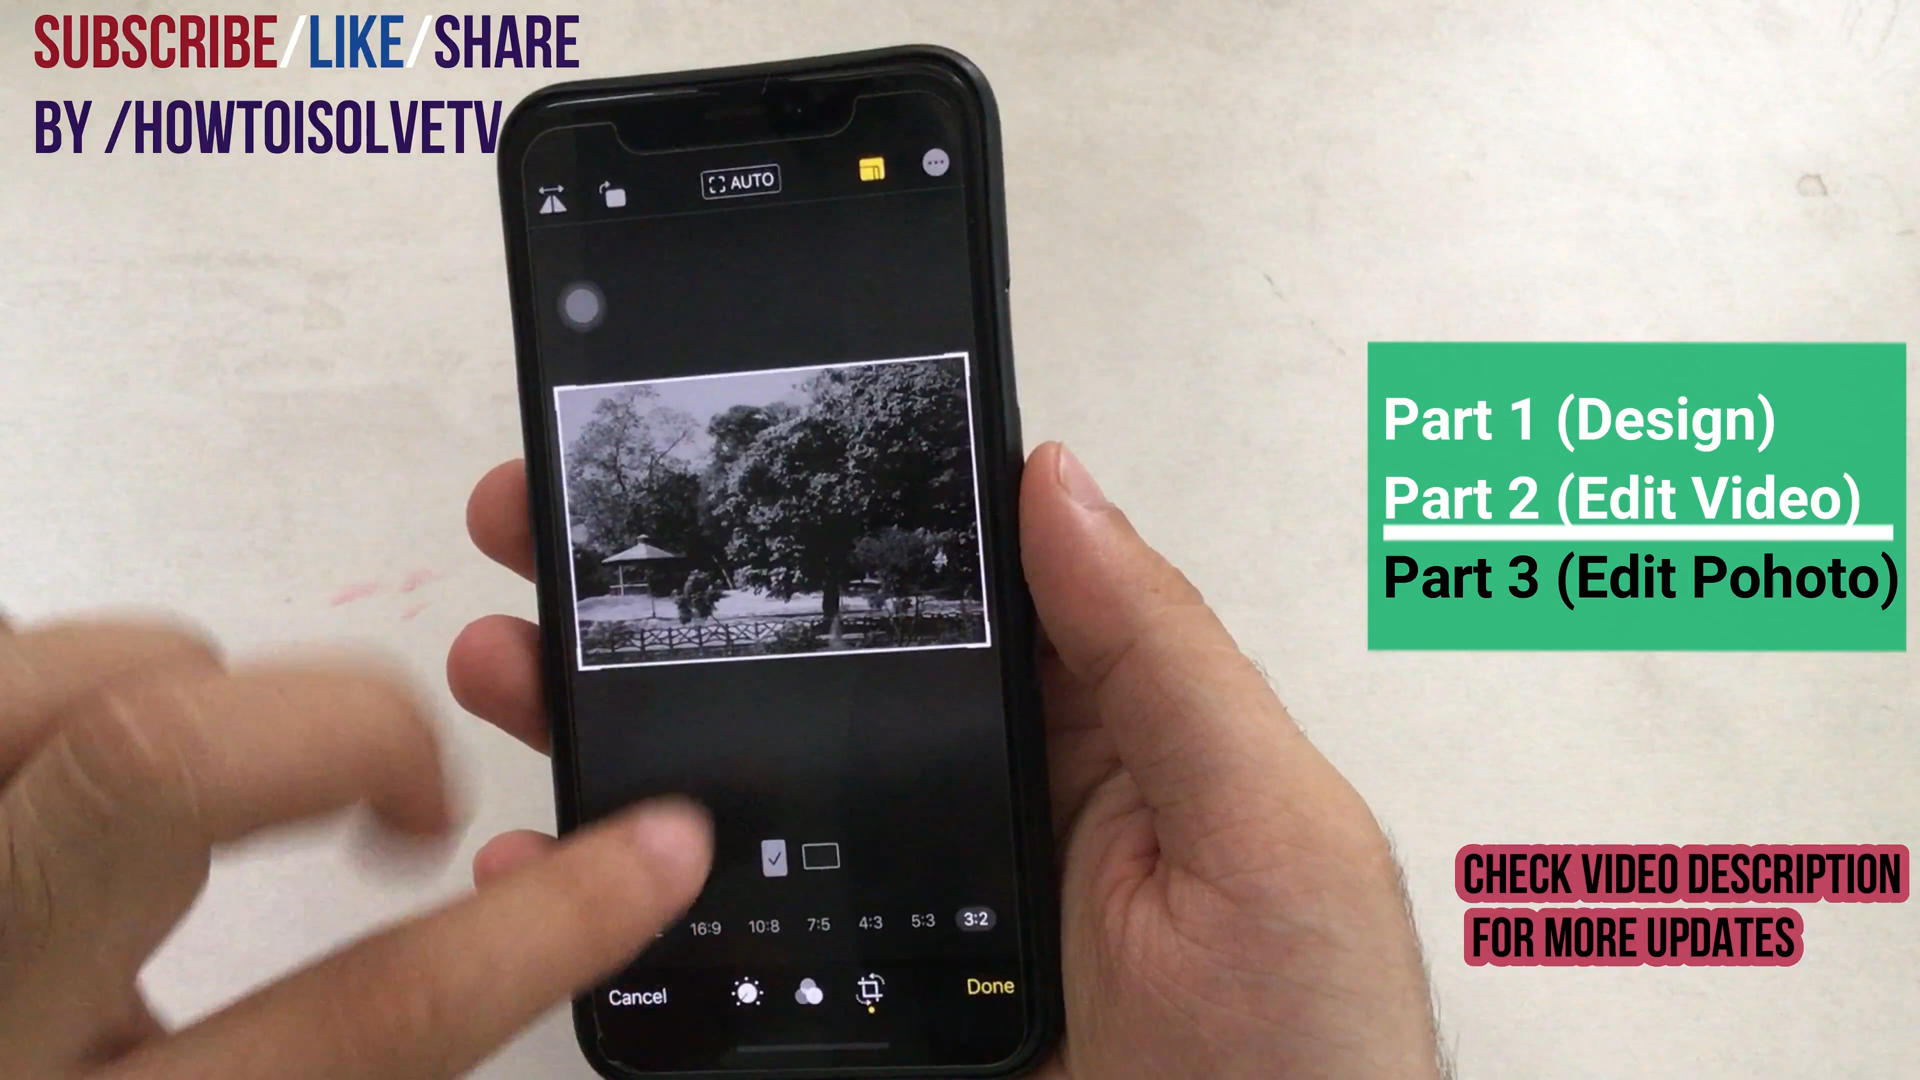 SUBSCRIBE/LIKE/SHARE
BY /HOWTOISOLVETV
AUTO
Part 1 (Design)
Part 2 (Edit Video)
Part 3 (Edit Pohoto)
CHECK VIDEO DESCRIPTION
FOR MORE UPDATES
16:9 10:8 7:5 4:3 5:3 3:2
Cancel Done